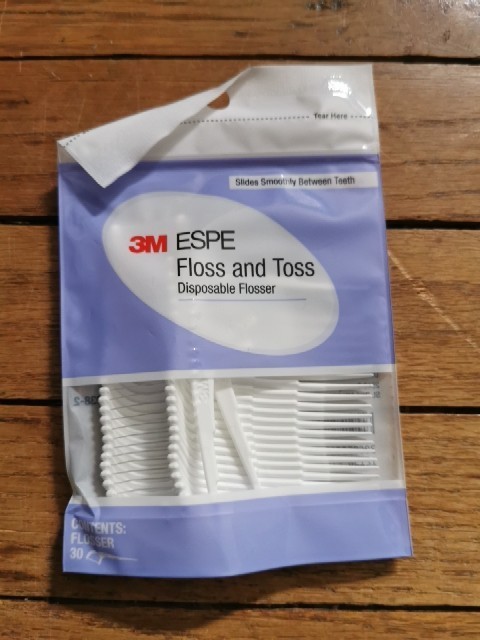 Tear Here
Slides Smoothly Between Teeth
3M ESPE
Floss and Toss
Disposable Flosser
CONTENTS:
FLOSSER
30